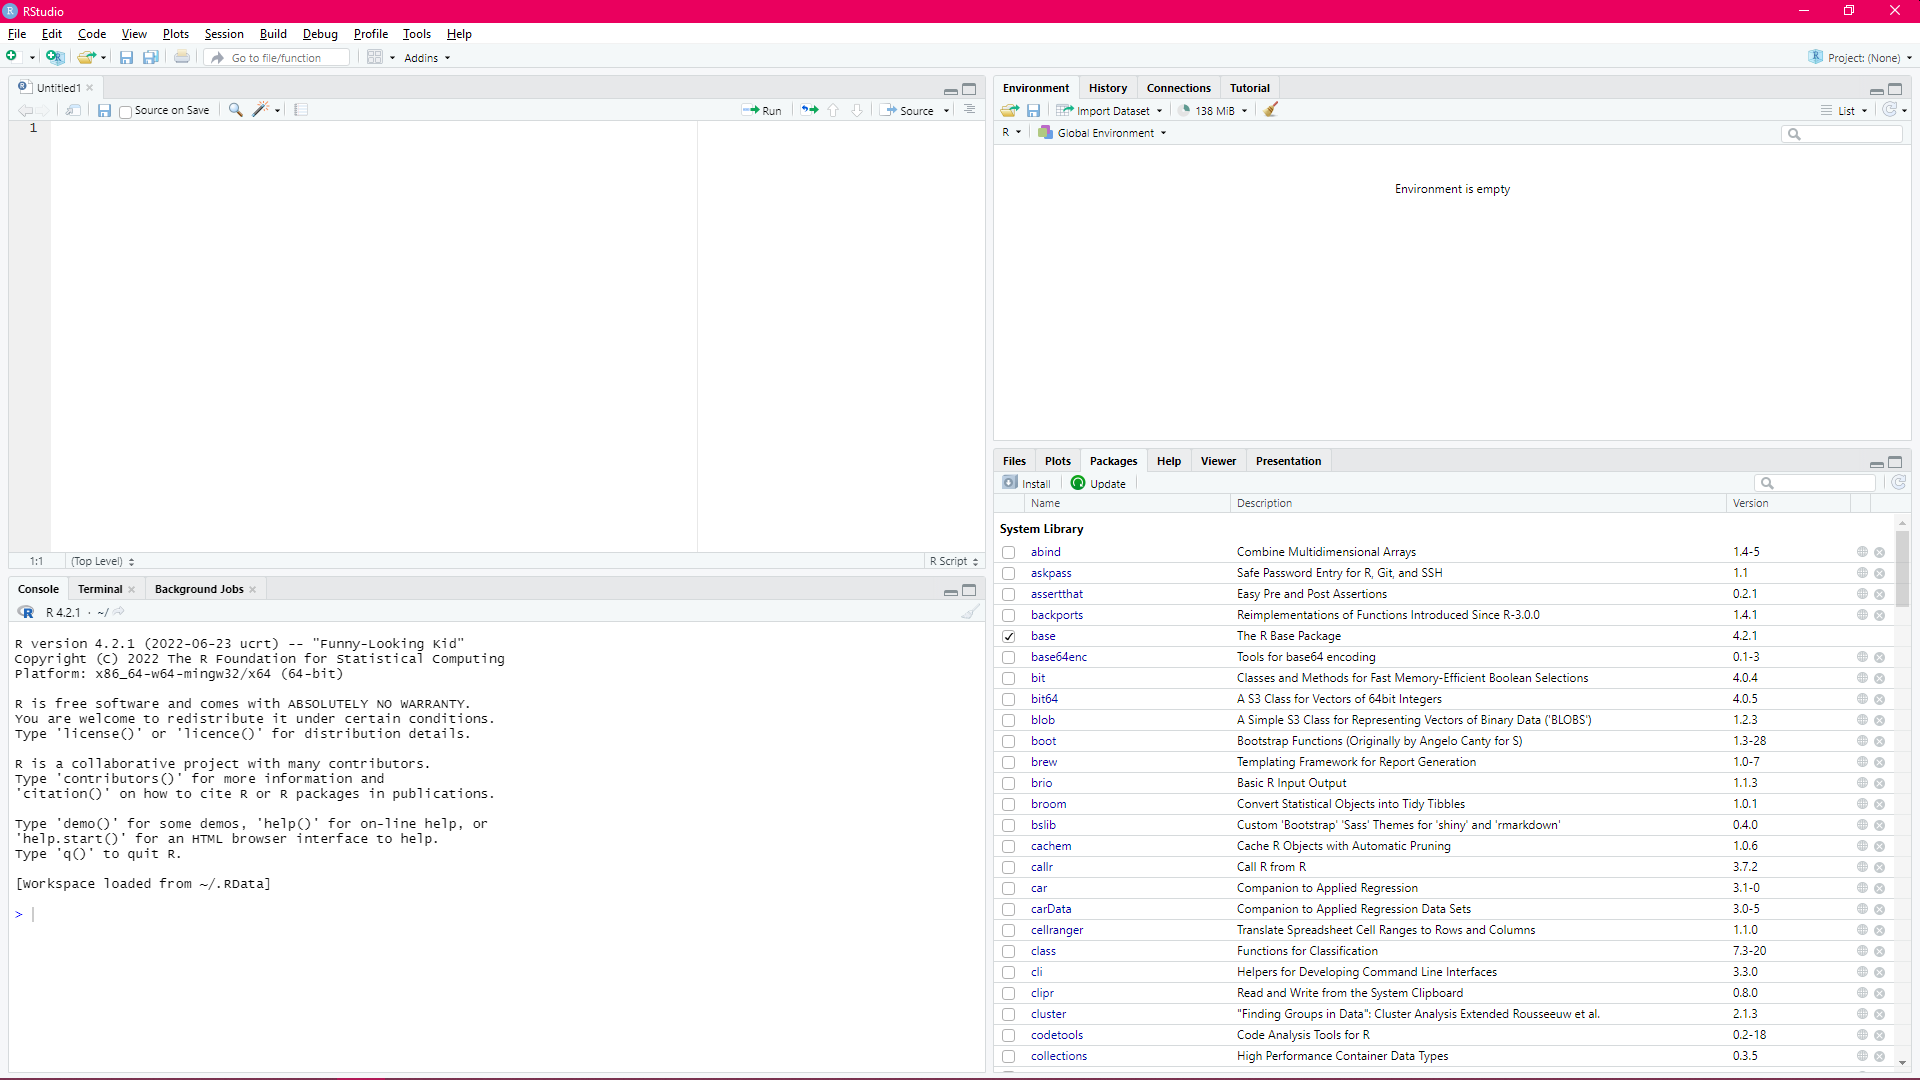 RStudio
File Edit Code View Plots Session Build Debug Profile Tools Help
Go to file/function Addins Project: (None)
Untitled1
Source on Save Run Source
1
1:1 (Top Level) R Script
Console Terminal Background Jobs
R 4.2.1 · ~/
R version 4.2.1 (2022-06-23 ucrt) -- "Funny-Looking Kid"
Copyright (C) 2022 The R Foundation for Statistical Computing
Platform: x86_64-w64-mingw32/x64 (64-bit)
R is free software and comes with ABSOLUTELY NO WARRANTY.
You are welcome to redistribute it under certain conditions.
Type 'license()' or 'licence()' for distribution details.
R is a collaborative project with many contributors.
Type 'contributors()' for more information and
'citation()' on how to cite R or R packages in publications.
Type 'demo()' for some demos, 'help()' for on-line help, or
'help.start()' for an HTML browser interface to help.
Type 'q()' to quit R.
[Workspace loaded from ~/.RData]
>
Environment History Connections Tutorial
Import Dataset 138 MiB List
R Global Environment
Environment is empty
Files Plots Packages Help Viewer Presentation
Install Update
Name Description Version
System Library
abind Combine Multidimensional Arrays 1.4-5
askpass Safe Password Entry for R, Git, and SSH 1.1
assertthat Easy Pre and Post Assertions 0.2.1
backports Reimplementations of Functions Introduced Since R-3.0.0 1.4.1
base The R Base Package 4.2.1
base64enc Tools for base64 encoding 0.1-3
bit Classes and Methods for Fast Memory-Efficient Boolean Selections 4.0.4
bit64 A S3 Class for Vectors of 64bit Integers 4.0.5
blob A Simple S3 Class for Representing Vectors of Binary Data ('BLOBS') 1.2.3
boot Bootstrap Functions (Originally by Angelo Canty for S) 1.3-28
brew Templating Framework for Report Generation 1.0-7
brio Basic R Input Output 1.1.3
broom Convert Statistical Objects into Tidy Tibbles 1.0.1
bslib Custom 'Bootstrap' 'Sass' Themes for 'shiny' and 'rmarkdown' 0.4.0
cachem Cache R Objects with Automatic Pruning 1.0.6
callr Call R from R 3.7.2
car Companion to Applied Regression 3.1-0
carData Companion to Applied Regression Data Sets 3.0-5
cellranger Translate Spreadsheet Cell Ranges to Rows and Columns 1.1.0
class Functions for Classification 7.3-20
cli Helpers for Developing Command Line Interfaces 3.3.0
clipr Read and Write from the System Clipboard 0.8.0
cluster "Finding Groups in Data": Cluster Analysis Extended Rousseeuw et al. 2.1.3
codetools Code Analysis Tools for R 0.2-18
collections High Performance Container Data Types 0.3.5